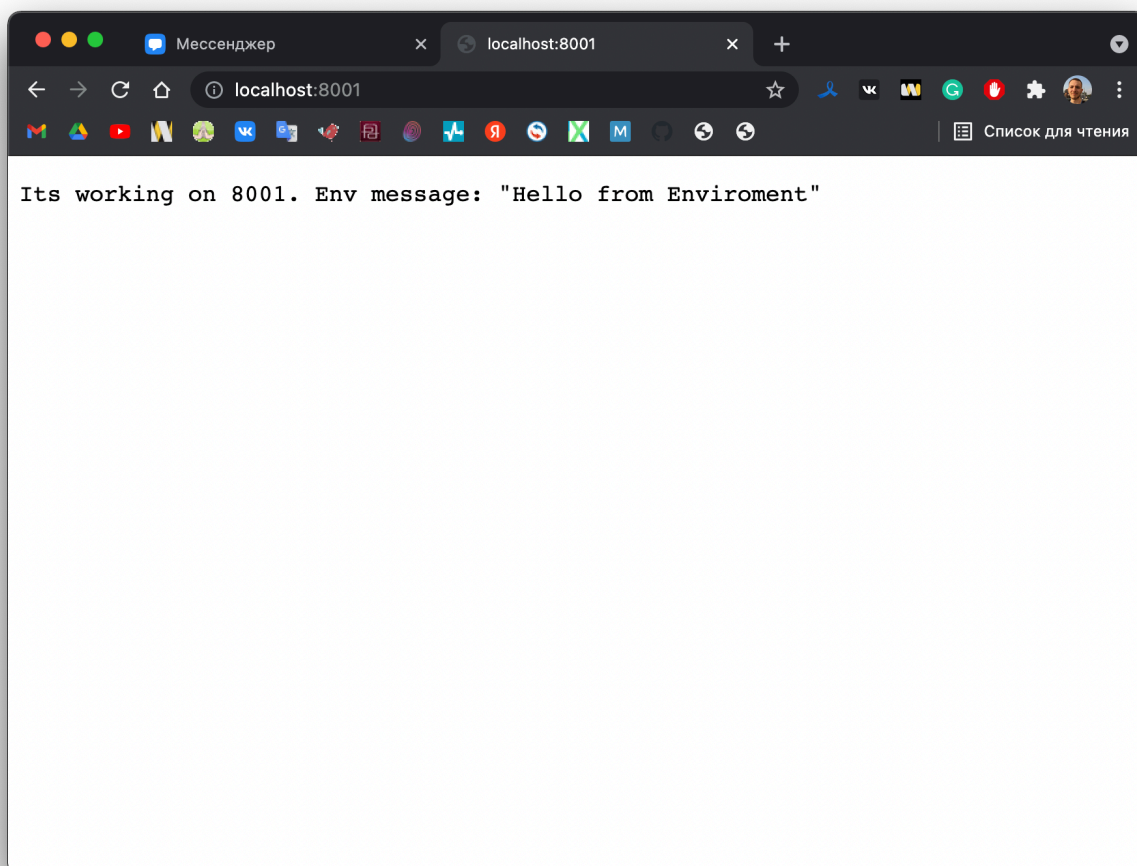 Мессенджер
localhost:8001
localhost:8001
Список для чтения
Its working on 8001. Env message: "Hello from Enviroment"